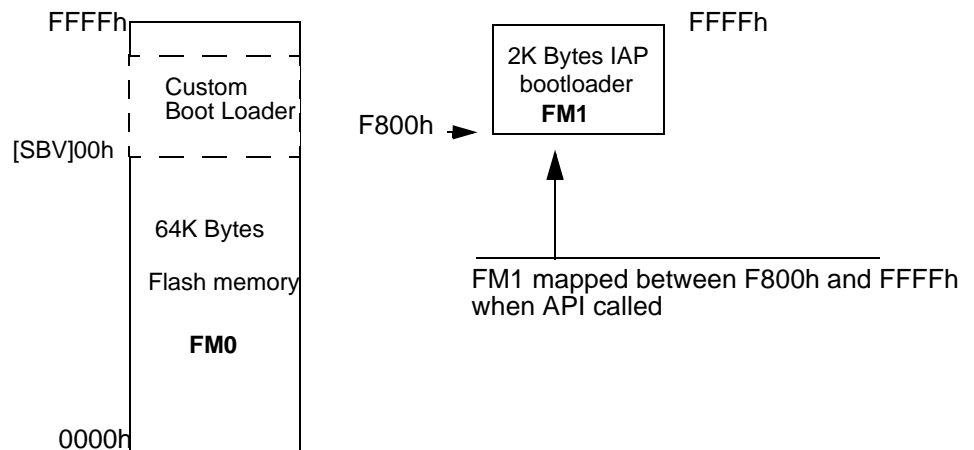 FFFFh
Custom
Boot Loader
[SBV]00h
64K Bytes
Flash memory
FM0
0000h
FFFFh
2K Bytes IAP
bootloader
FM1
F800h
FM1 mapped between F800h and FFFFh
when API called